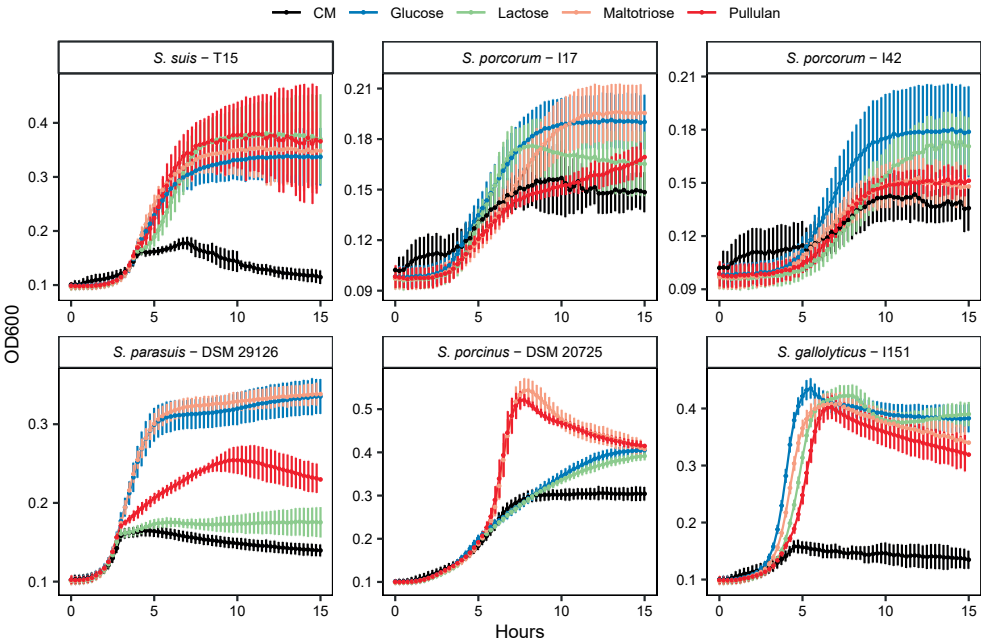 CM Glucose Lactose Maltotriose Pullulan
S. suis – T15 S. porcorum – I17 S. porcorum – I42
0.4 0.3 0.2 0.1
0.21 0.18 0.15 0.12 0.09
0.21 0.18 0.15 0.12 0.09
0 5 10 15 0 5 10 15 0 5 10 15
OD600
S. parasuis – DSM 29126 S. porcinus – DSM 20725 S. gallolyticus – I151
0.3 0.2 0.1
0.5 0.4 0.3 0.2 0.1
0.4 0.3 0.2 0.1
0 5 10 15 0 5 10 15 0 5 10 15
Hours